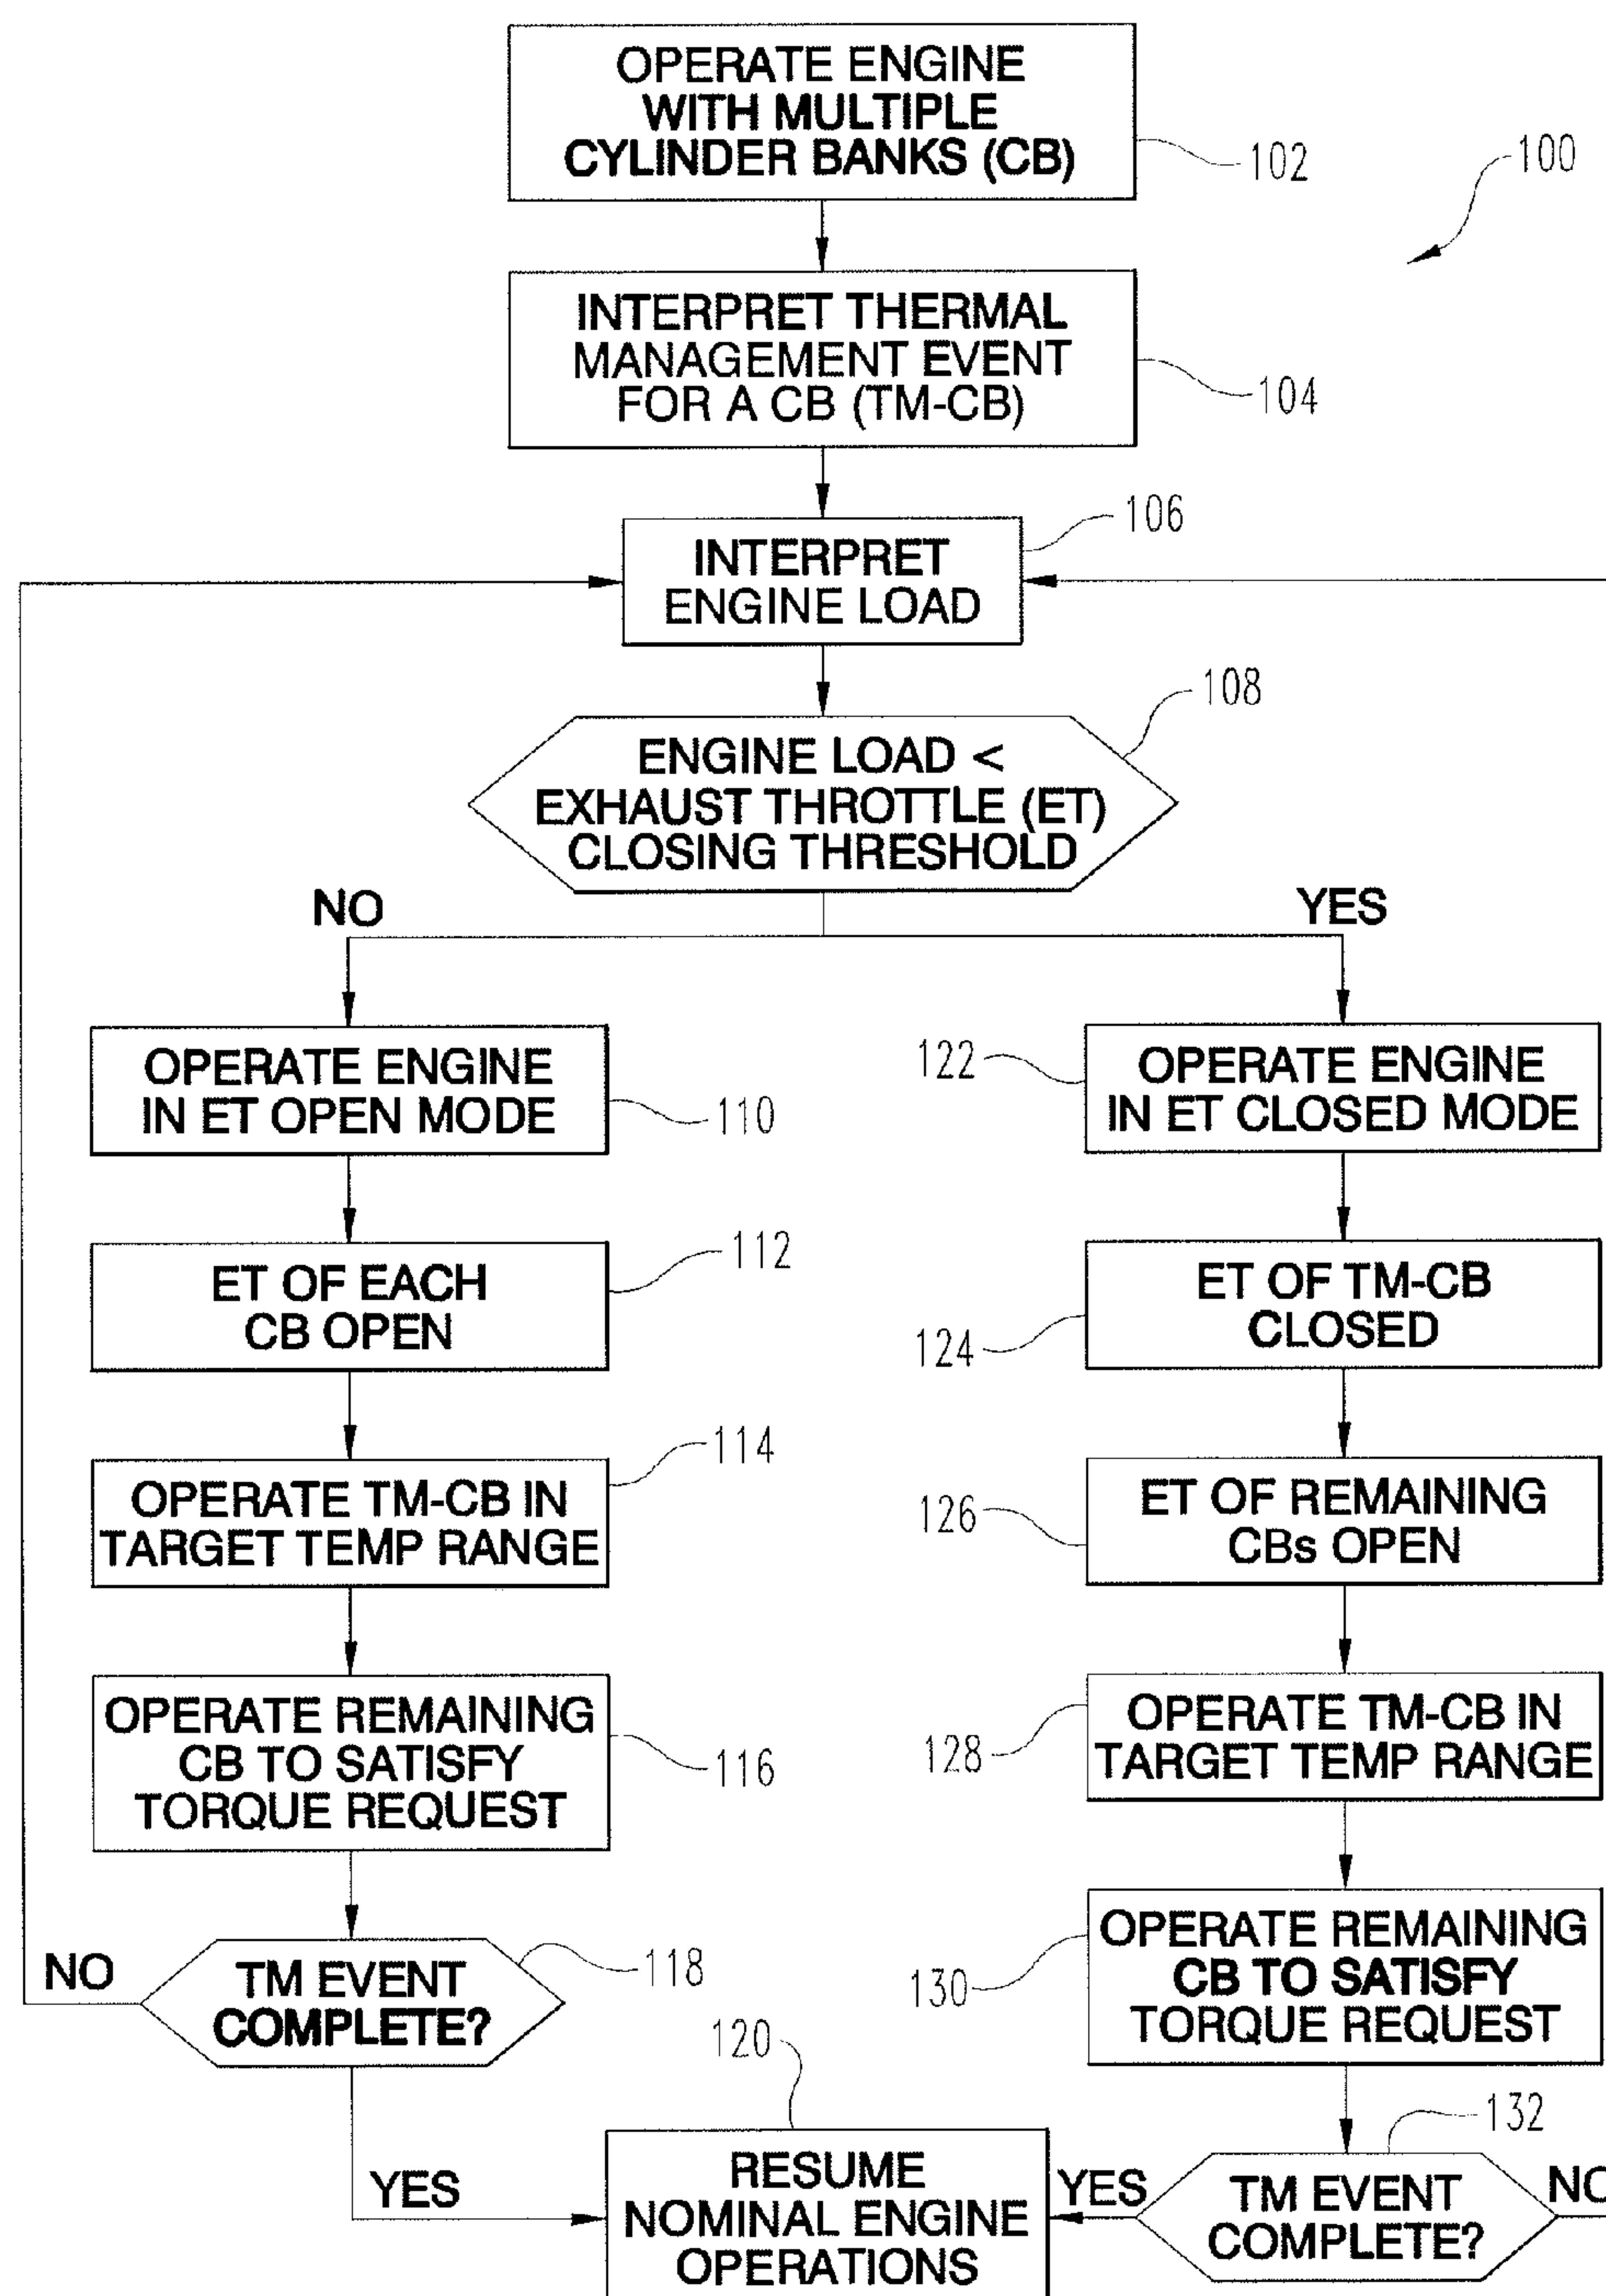 OPERATE ENGINE
WITH MULTIPLE
CYLINDER BANKS (CB)
102
100
INTERPRET THERMAL
MANAGEMENT EVENT
FOR A CB (TM-CB)
104
106
INTERPRET
ENGINE LOAD
108
ENGINE LOAD <
EXHAUST THROTTLE (ET)
CLOSING THRESHOLD
NO
YES
OPERATE ENGINE
IN ET OPEN MODE
110
ET OF EACH
CB OPEN
112
OPERATE TM-CB IN
TARGET TEMP RANGE
114
OPERATE REMAINING
CB TO SATISFY
TORQUE REQUEST
116
TM EVENT
COMPLETE?
118
NO
YES
122
OPERATE ENGINE
IN ET CLOSED MODE
ET OF TM-CB
CLOSED
124
ET OF REMAINING
CBs OPEN
126
OPERATE TM-CB IN
TARGET TEMP RANGE
128
OPERATE REMAINING
CB TO SATISFY
TORQUE REQUEST
130
132
TM EVENT
COMPLETE?
YES
NO
120
RESUME
NOMINAL ENGINE
OPERATIONS